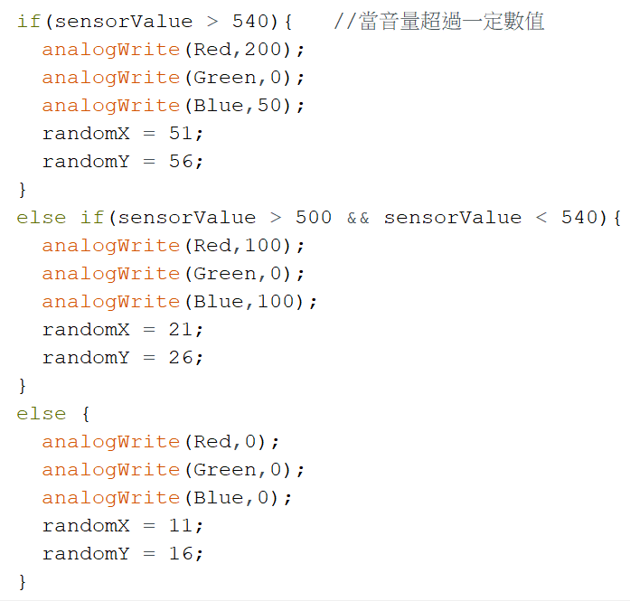 if(sensorValue > 540){   //當音量超過一定數值
  analogWrite(Red,200);
  analogWrite(Green,0);
  analogWrite(Blue,50);
  randomX = 51;
  randomY = 56;
}
else if(sensorValue > 500 && sensorValue < 540){
  analogWrite(Red,100);
  analogWrite(Green,0);
  analogWrite(Blue,100);
  randomX = 21;
  randomY = 26;
}
else {
  analogWrite(Red,0);
  analogWrite(Green,0);
  analogWrite(Blue,0);
  randomX = 11;
  randomY = 16;
}